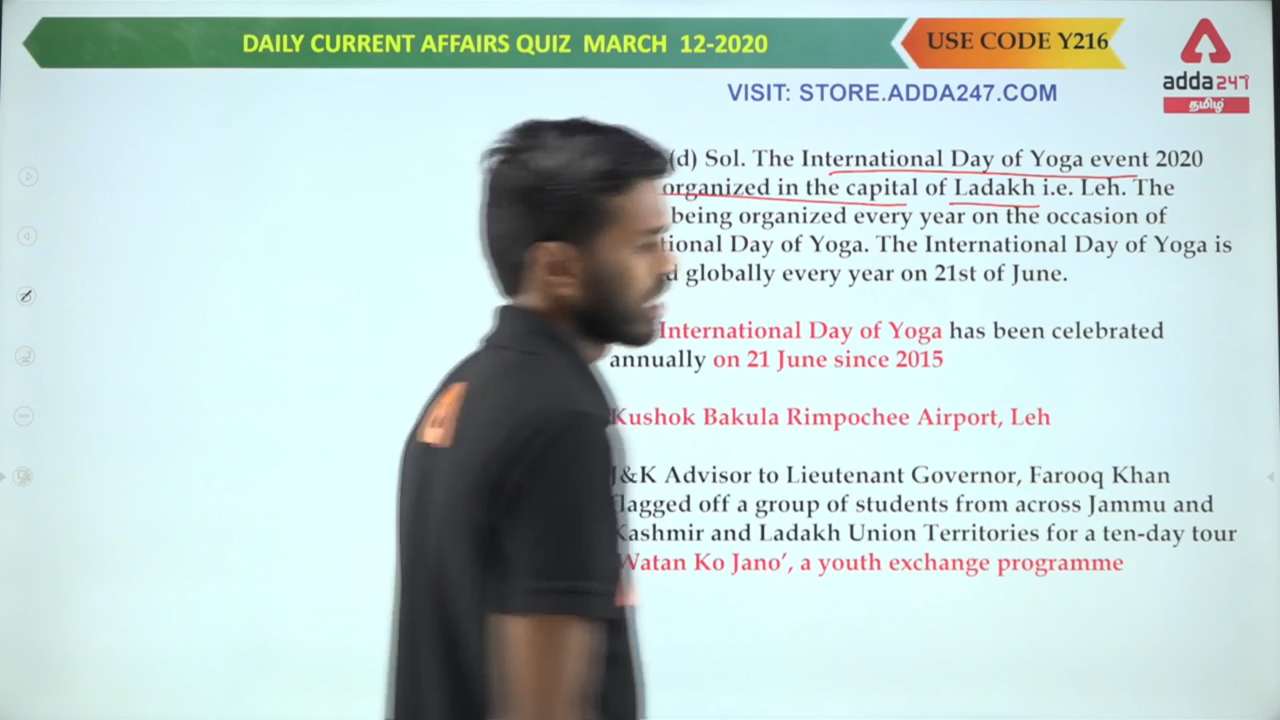 DAILY CURRENT AFFAIRS QUIZ MARCH 12-2020
USE CODE Y216
adda247
தமிழ்
VISIT: STORE.ADDA247.COM
(d) Sol. The International Day of Yoga event 2020
organized in the capital of Ladakh i.e. Leh. The
being organized every year on the occasion of
Day of Yoga. The International Day of Yoga is
globally every year on 21st of June.
International Day of Yoga has been celebrated
annually on 21 June since 2015
Kushok Bakula Rimpochee Airport, Leh
J&K Advisor to Lieutenant Governor, Farooq Khan
flagged off a group of students from across Jammu and
Kashmir and Ladakh Union Territories for a ten-day tour
Watan Ko Jano’, a youth exchange programme